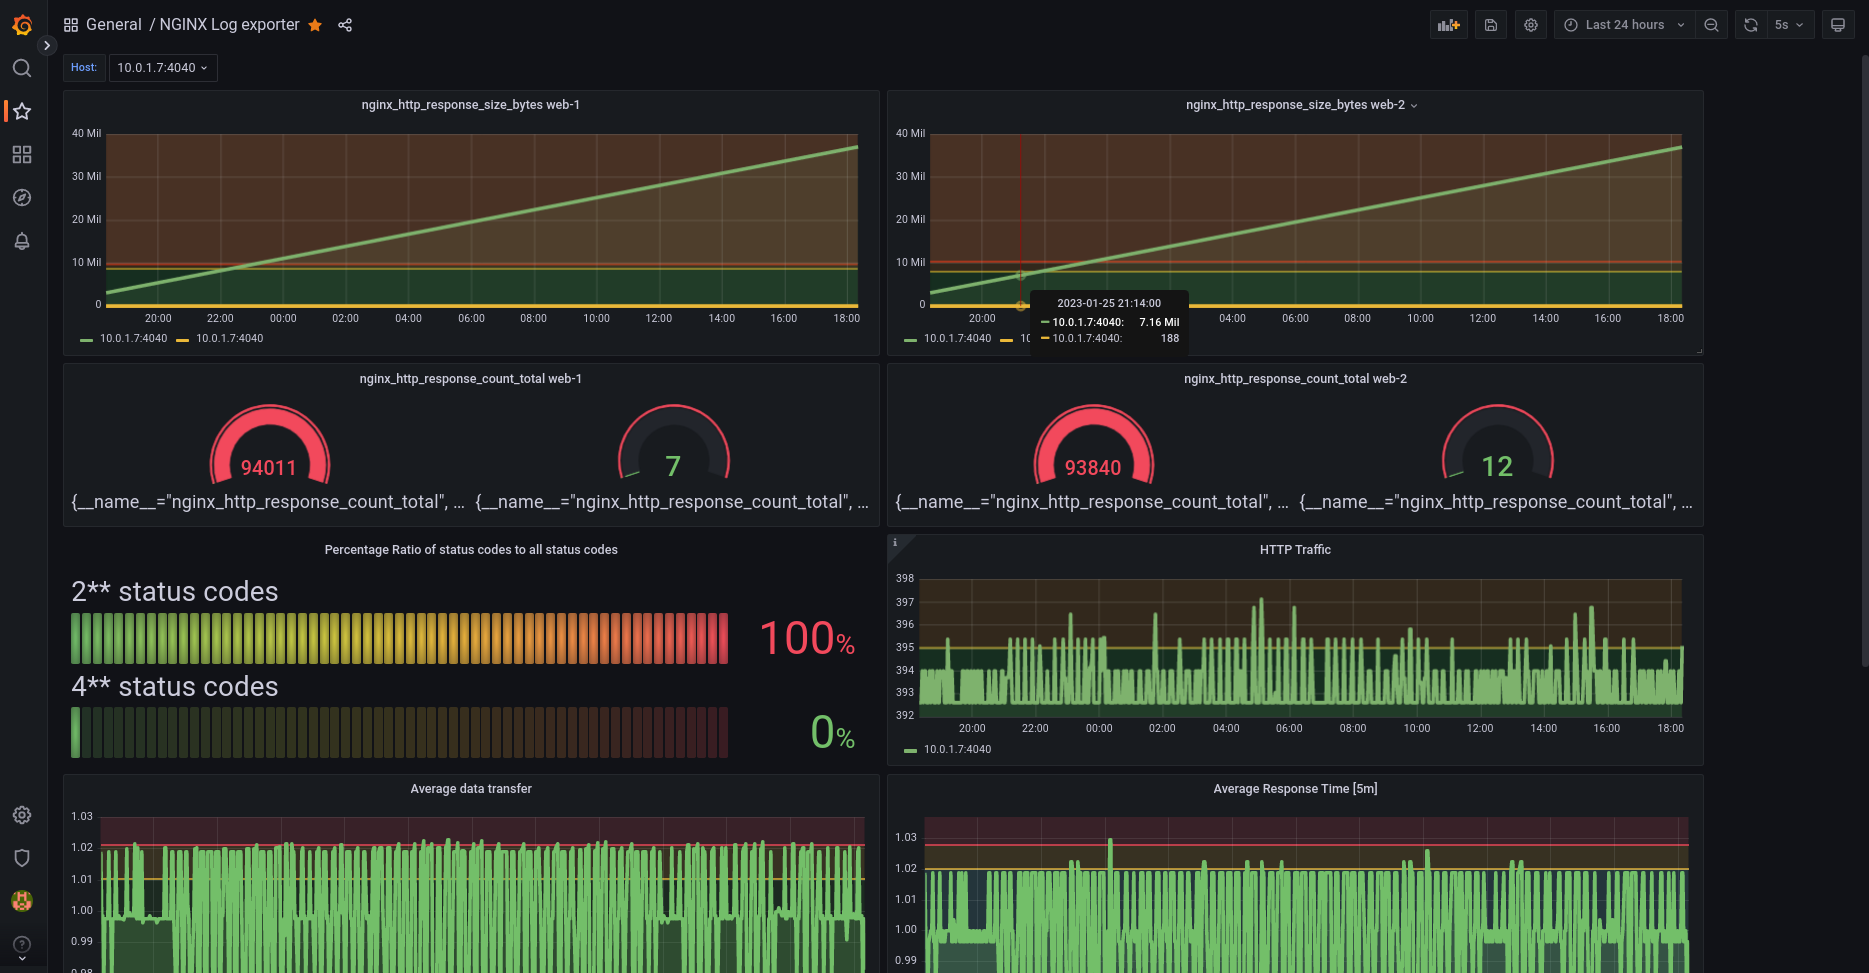 General / NGINX Log exporter
Last 24 hours
5s
Host: 10.0.1.7:4040
nginx_http_response_size_bytes web-1
40 Mil
30 Mil
20 Mil
10 Mil
0
20:00 22:00 00:00 02:00 04:00 06:00 08:00 10:00 12:00 14:00 16:00 18:00
10.0.1.7:4040 10.0.1.7:4040
nginx_http_response_size_bytes web-2
40 Mil
30 Mil
20 Mil
10 Mil
0
20:00 04:00 06:00 08:00 10:00 12:00 14:00 16:00 18:00
10.0.1.7:4040 10
2023-01-25 21:14:00
10.0.1.7:4040: 7.16 Mil
10.0.1.7:4040: 188
nginx_http_response_count_total web-1
94011
7
{__name__="nginx_http_response_count_total", ... {__name__="nginx_http_response_count_total", ...
nginx_http_response_count_total web-2
93840
12
{__name__="nginx_http_response_count_total", ... {__name__="nginx_http_response_count_total", ...
Percentage Ratio of status codes to all status codes
2** status codes
100%
4** status codes
0%
i
HTTP Traffic
398
397
396
395
394
393
392
20:00 22:00 00:00 02:00 04:00 06:00 08:00 10:00 12:00 14:00 16:00 18:00
10.0.1.7:4040
Average data transfer
1.03
1.02
1.01
1.00
0.99
0.98
Average Response Time [5m]
1.03
1.02
1.01
1.00
0.99